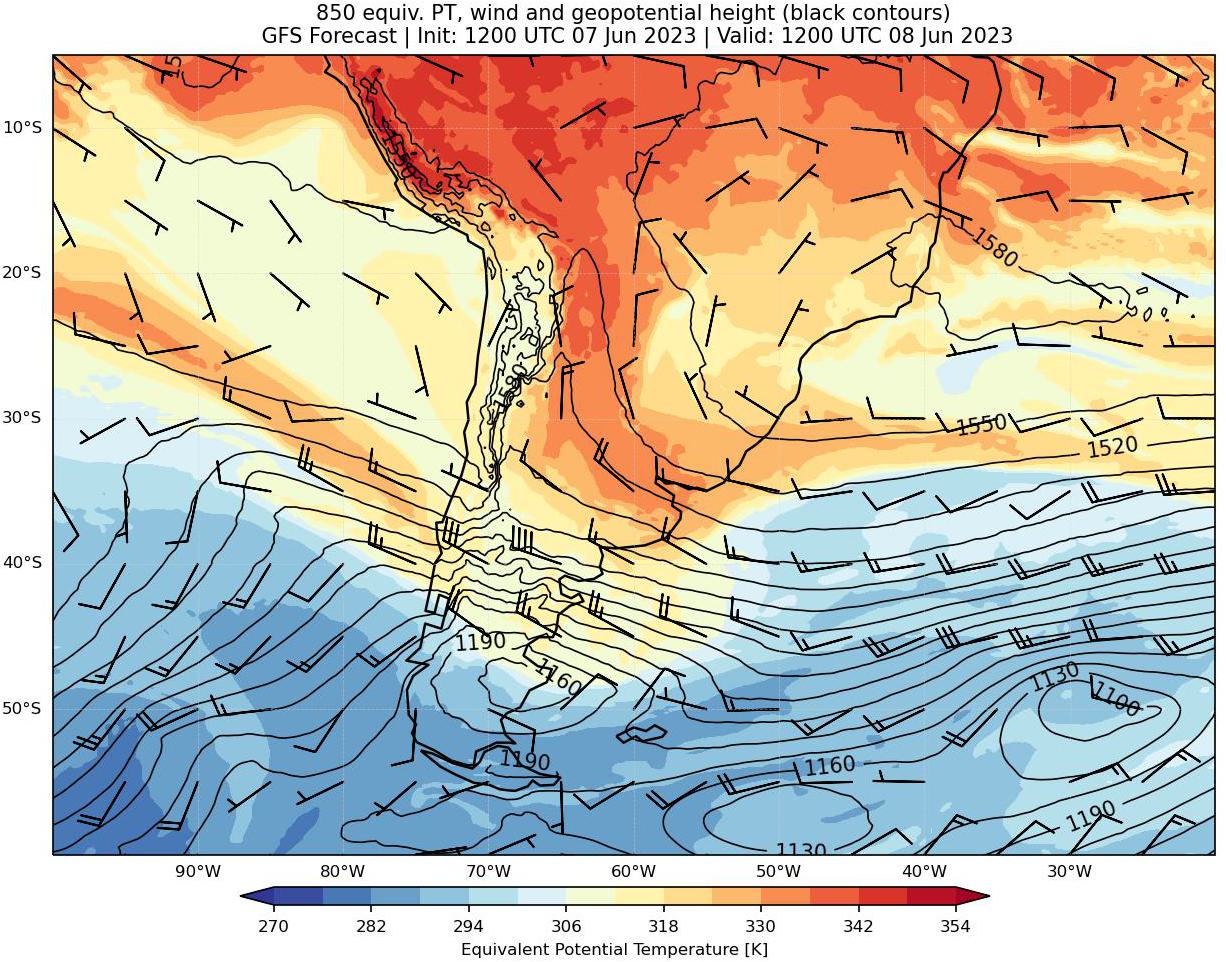 850 equiv. PT, wind and geopotential height (black contours)
GFS Forecast | Init: 1200 UTC 07 Jun 2023 | Valid: 1200 UTC 08 Jun 2023
15
10°S
1580
20°S
30°S
1550
1520
40°S
1190
1160
1130
1100
50°S
1190
1160
1190
1130
90°W 80°W 70°W 60°W 50°W 40°W 30°W
270 282 294 306 318 330 342 354
Equivalent Potential Temperature [K]